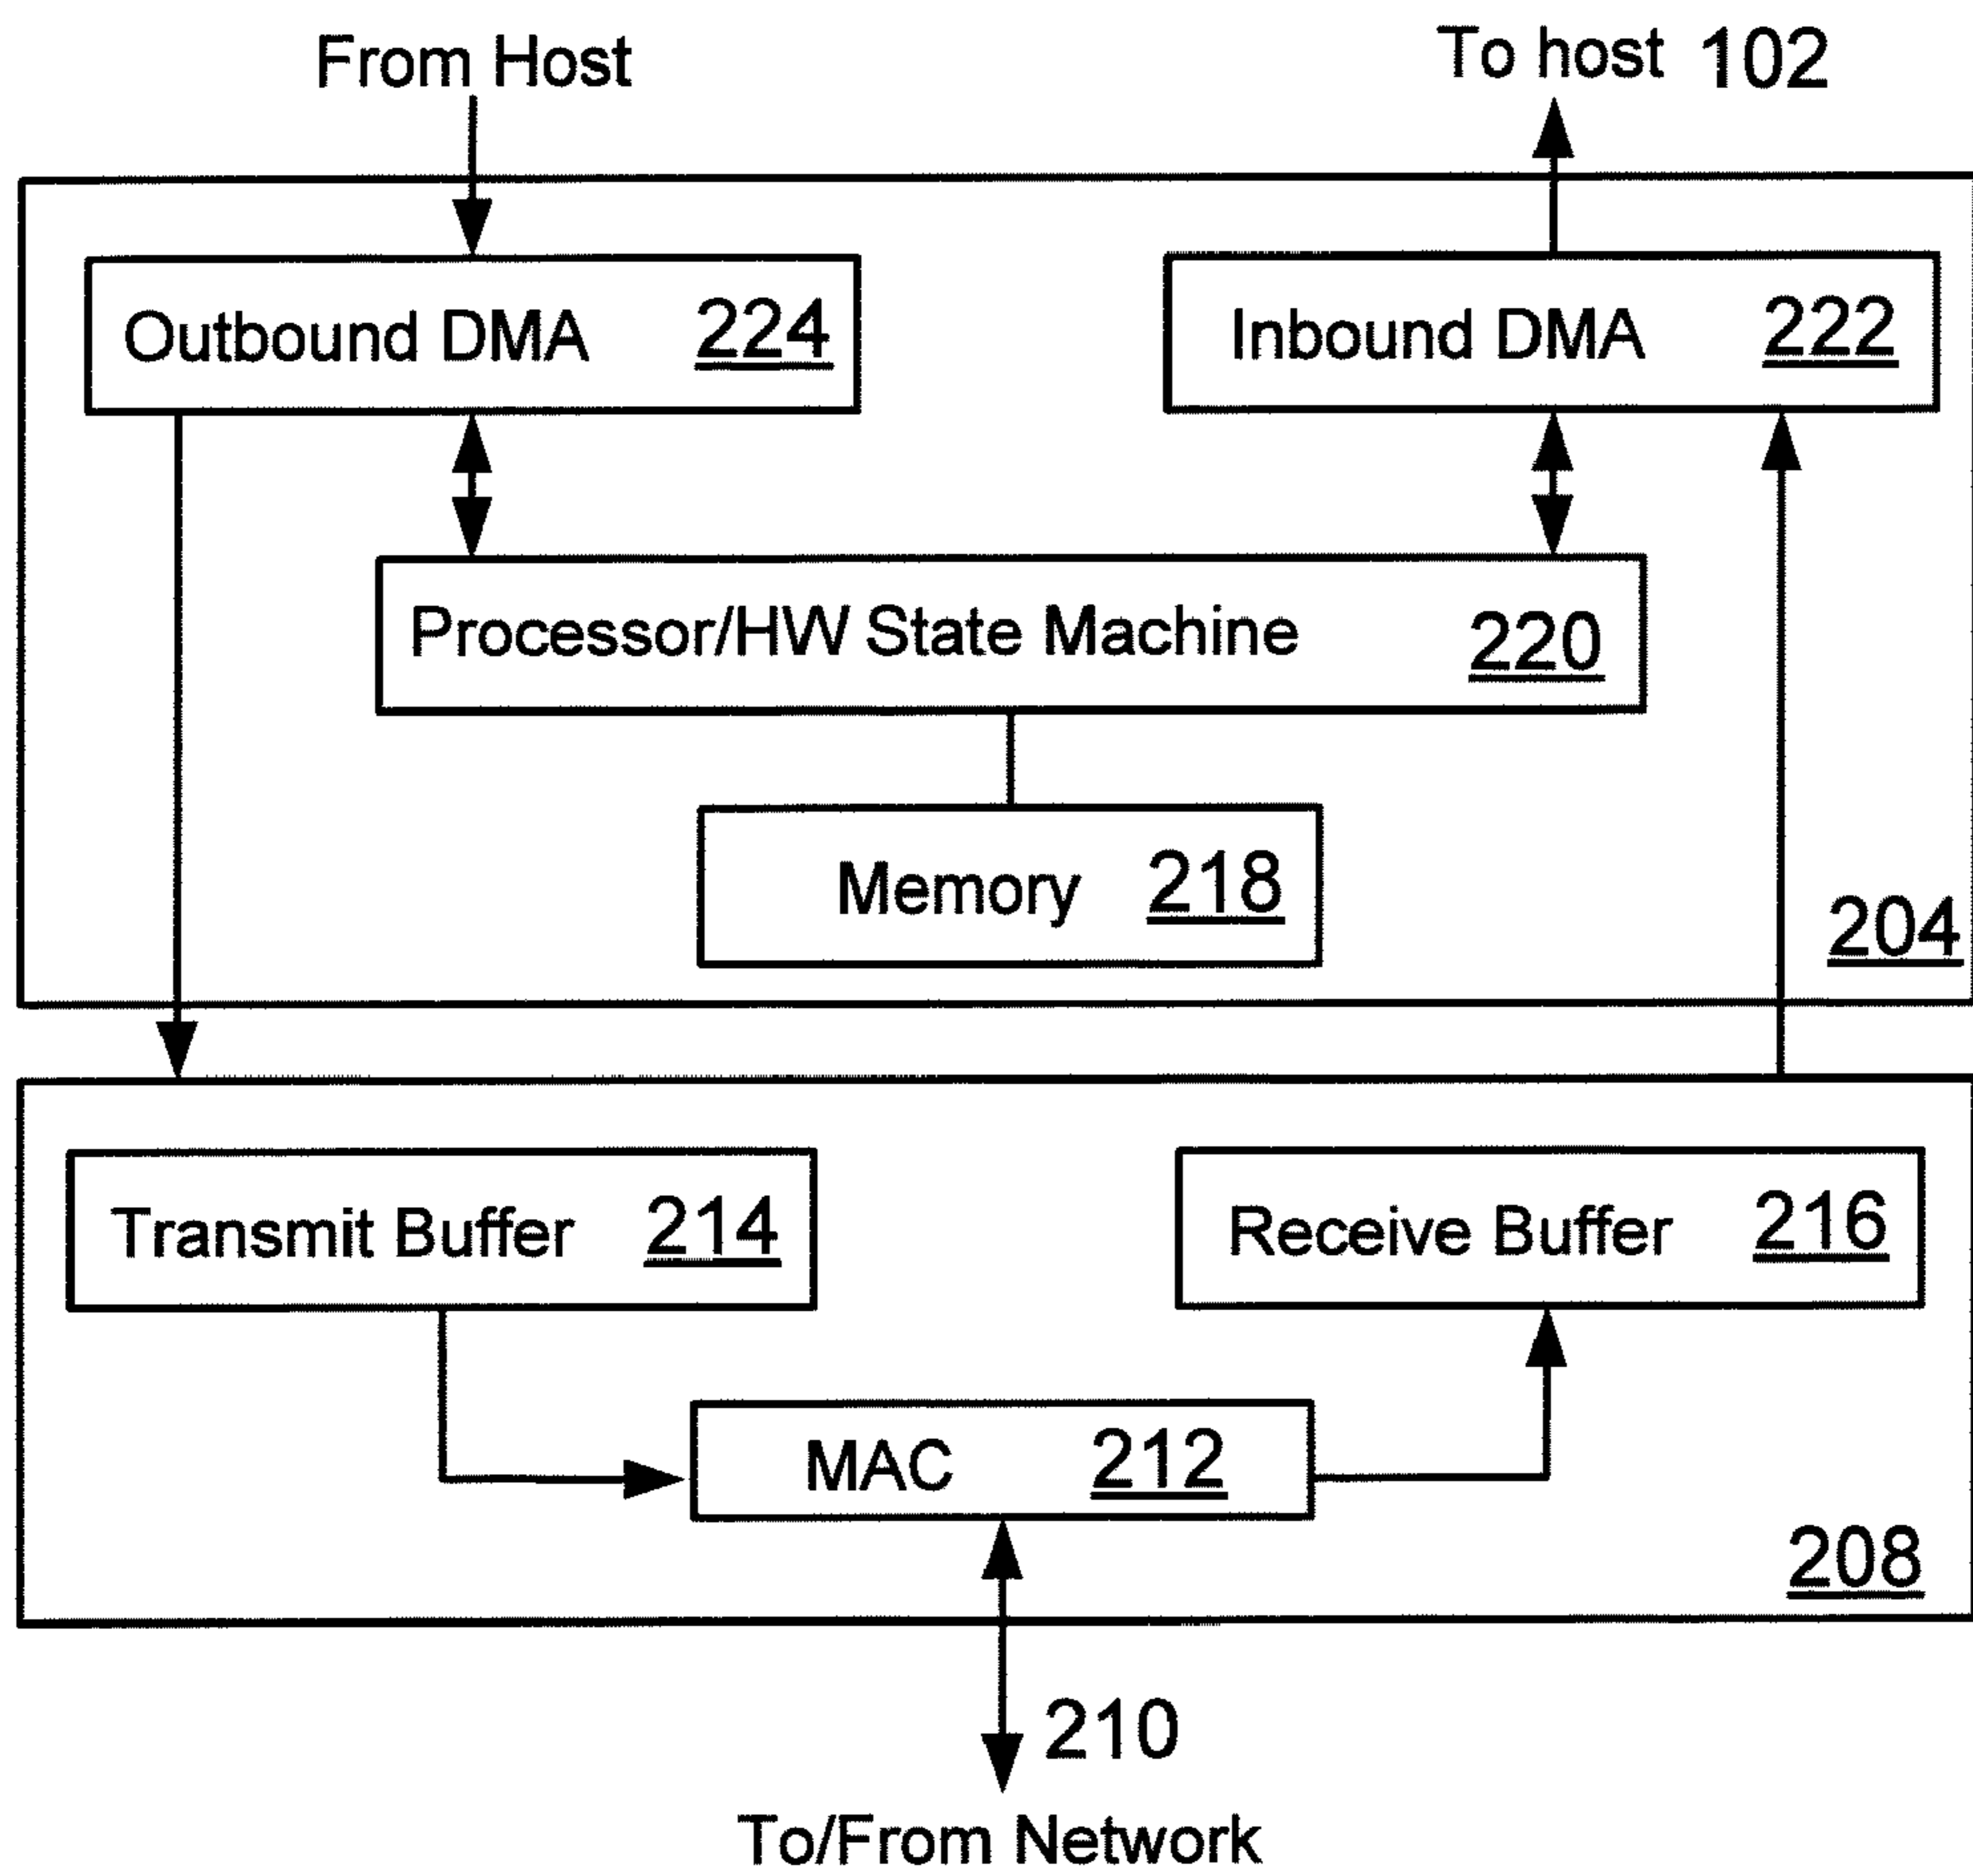 From Host
To host 102
Outbound DMA 224
Inbound DMA 222
Processor/HW State Machine 220
Memory 218
204
Transmit Buffer 214
Receive Buffer 216
MAC 212
208
210
To/From Network